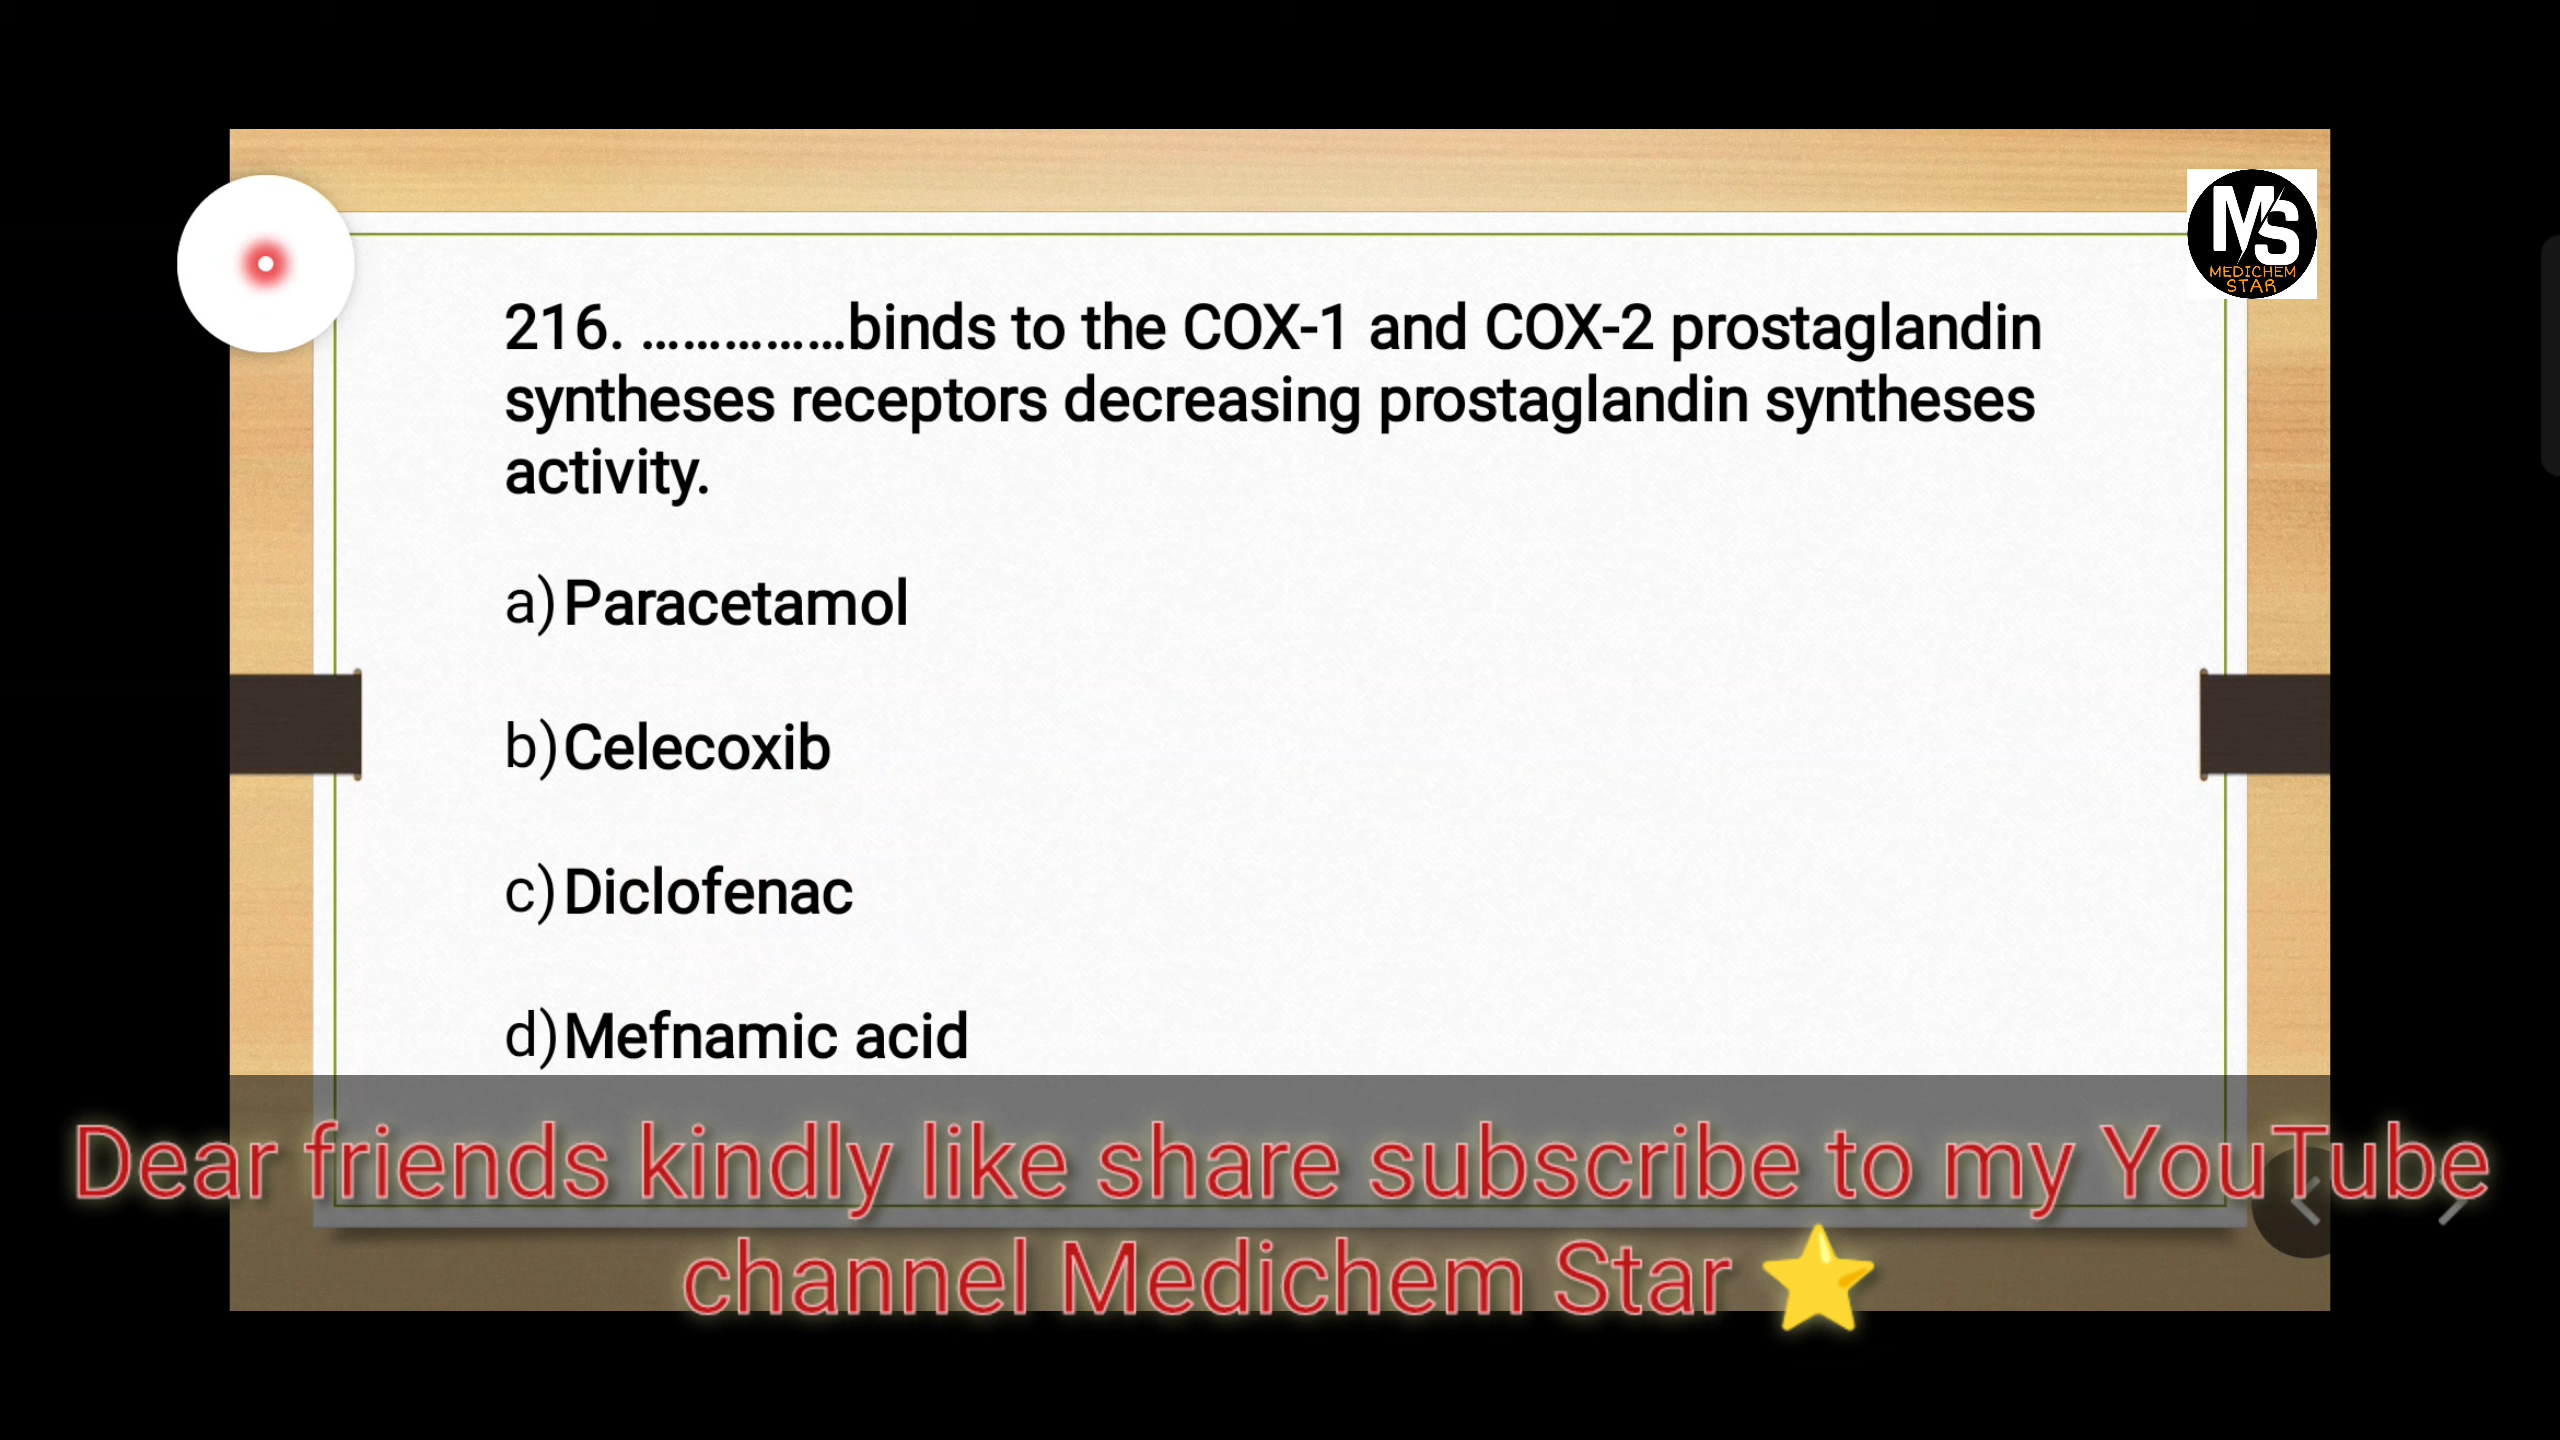 MS
MEDICHEM
STAR
216. ...............binds to the COX-1 and COX-2 prostaglandin
syntheses receptors decreasing prostaglandin syntheses
activity.
a) Paracetamol
b) Celecoxib
c) Diclofenac
d) Mefnamic acid
Dear friends kindly like share subscribe to my YouTube
channel Medichem Star ⭐